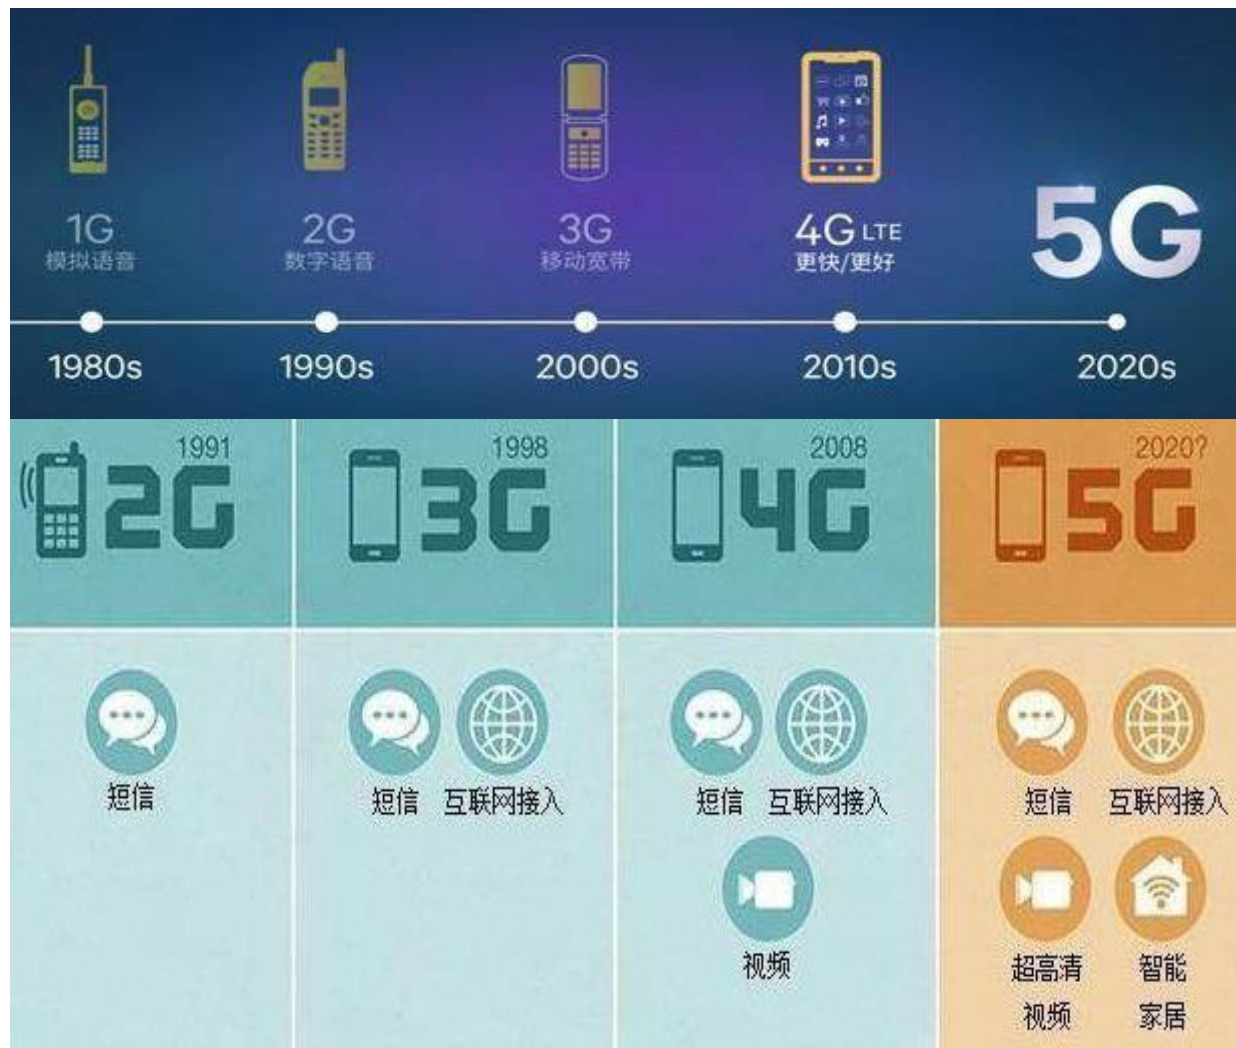 1G
模拟语音
2G
数字语音
3G
移动宽带
4G LTE
更快/更好
5G
1980s
1990s
2000s
2010s
2020s
1991
2G
1998
3G
2008
4G
2020?
5G
短信
短信 互联网接入
短信 互联网接入
视频
短信 互联网接入
超高清
视频
智能
家居